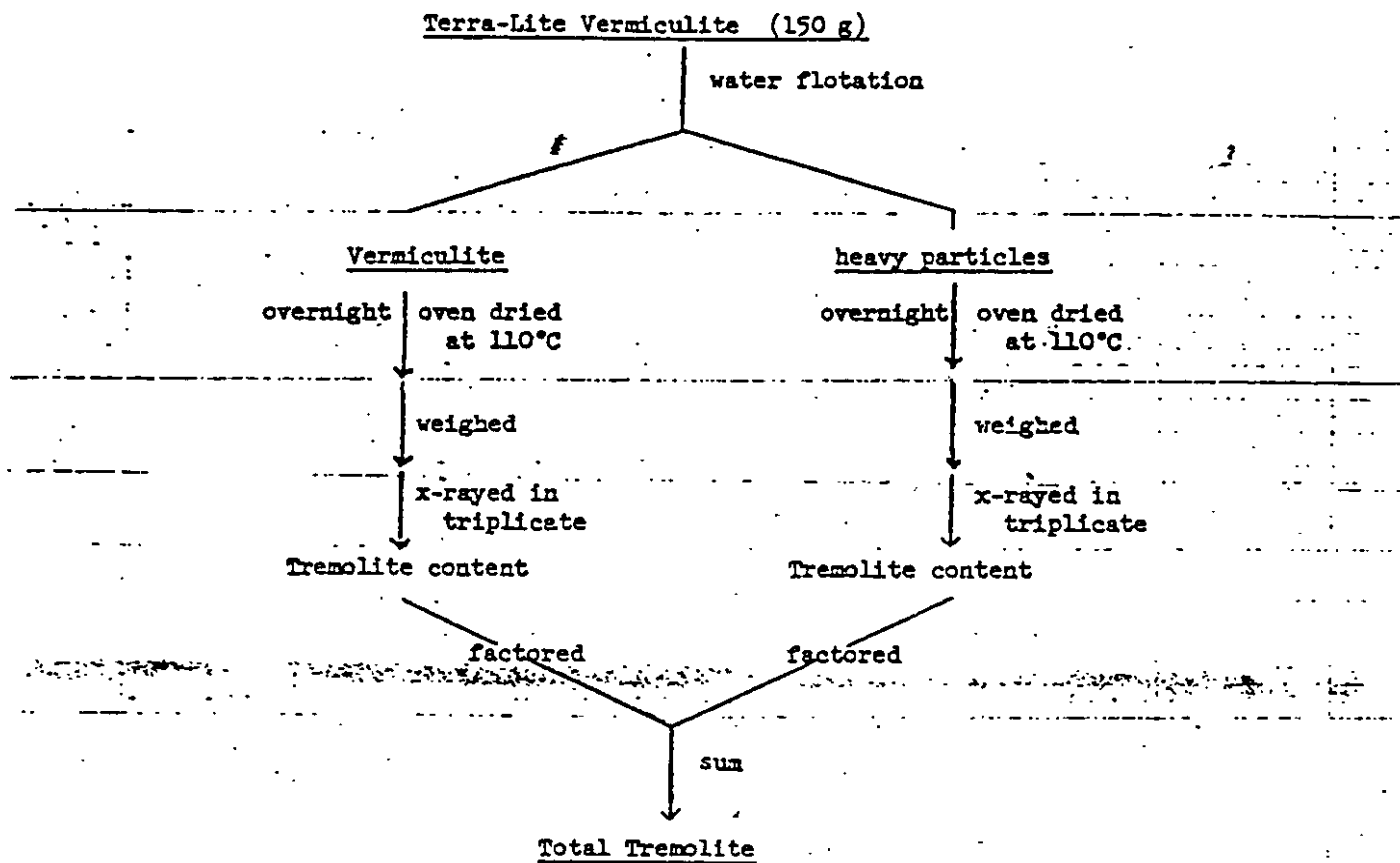 Terra-Lite Vermiculite (150 g)
water flotation
Vermiculite
heavy particles
overnight oven dried
at 110°C
overnight oven dried
at 110°C
weighed
weighed
x-rayed in
triplicate
x-rayed in
triplicate
Tremolite content
Tremolite content
factored
factored
sum
Total Tremolite